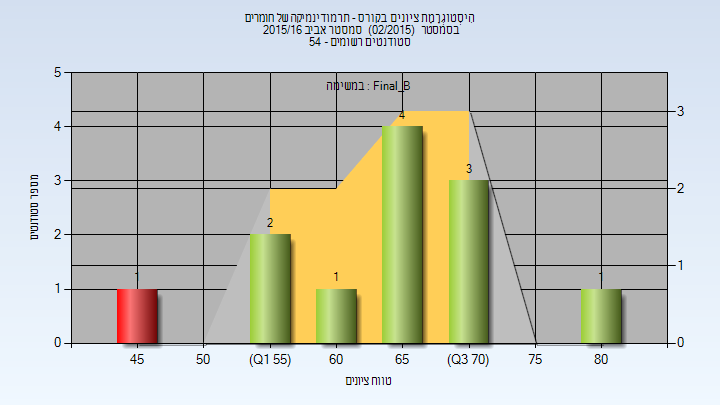 היסטוגרמת ציונים בקורס - תרמודינמיקה של חומרים
בסמסטר (02/2015) סמסטר אביב 2015/16
סטודנטים רשומים - 54
במשימה : Final_B
מספר סטודנטים
5
4
3
2
1
0
3
2
1
0
1
2
1
4
3
1
45
50
(Q1 55)
60
65
(Q3 70)
75
80
טווח ציונים